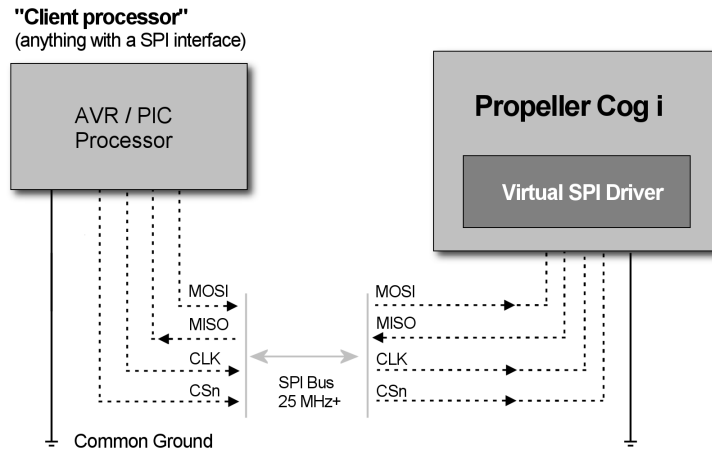 "Client processor"
(anything with a SPI interface)
AVR / PIC
Processor
Propeller Cog i
Virtual SPI Driver
MOSI
MISO
CLK
CSn
SPI Bus
25 MHz+
MOSI
MISO
CLK
CSn
Common Ground